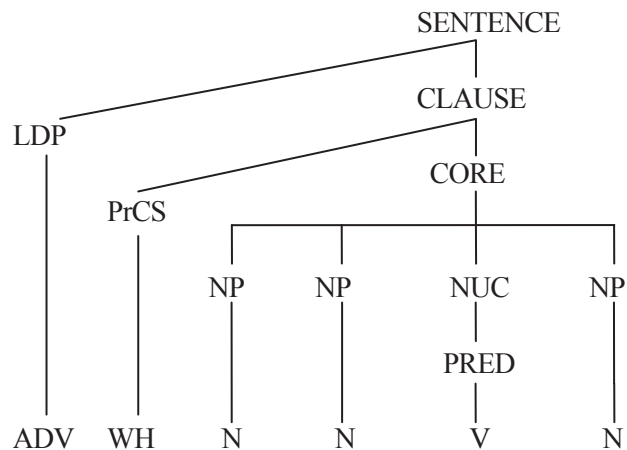 SENTENCE
CLAUSE
LDP
CORE
PrCS
NP NP NUC NP
PRED
ADV WH N N V N